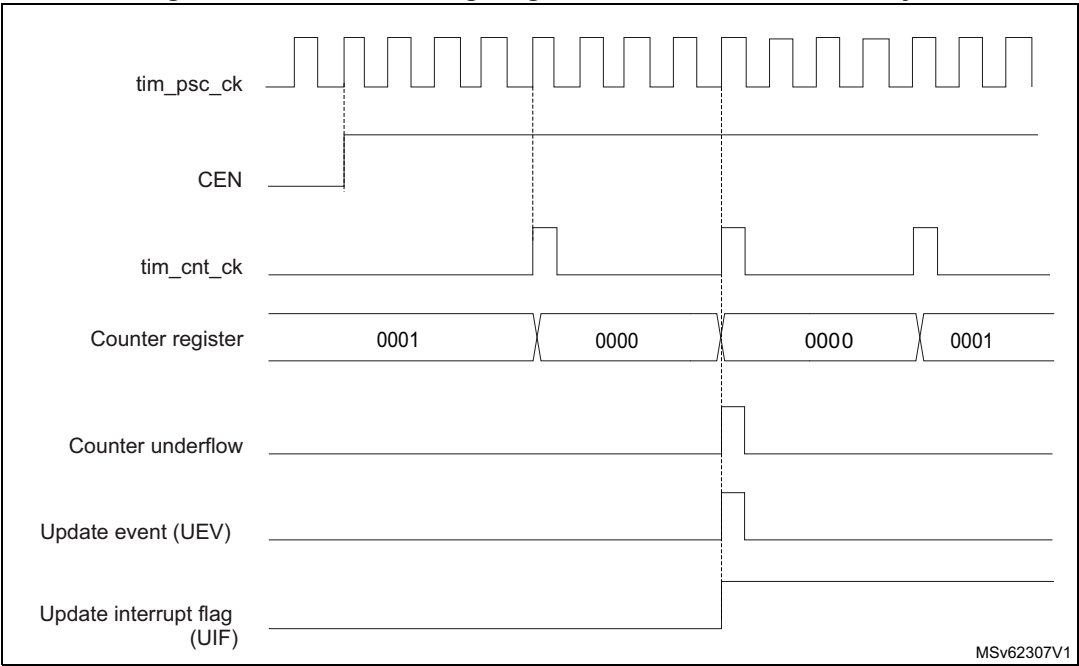 tim_psc_ck
CEN
tim_cnt_ck
Counter register 0001 0000 0000 0001
Counter underflow
Update event (UEV)
Update interrupt flag
(UIF)
MSv62307V1